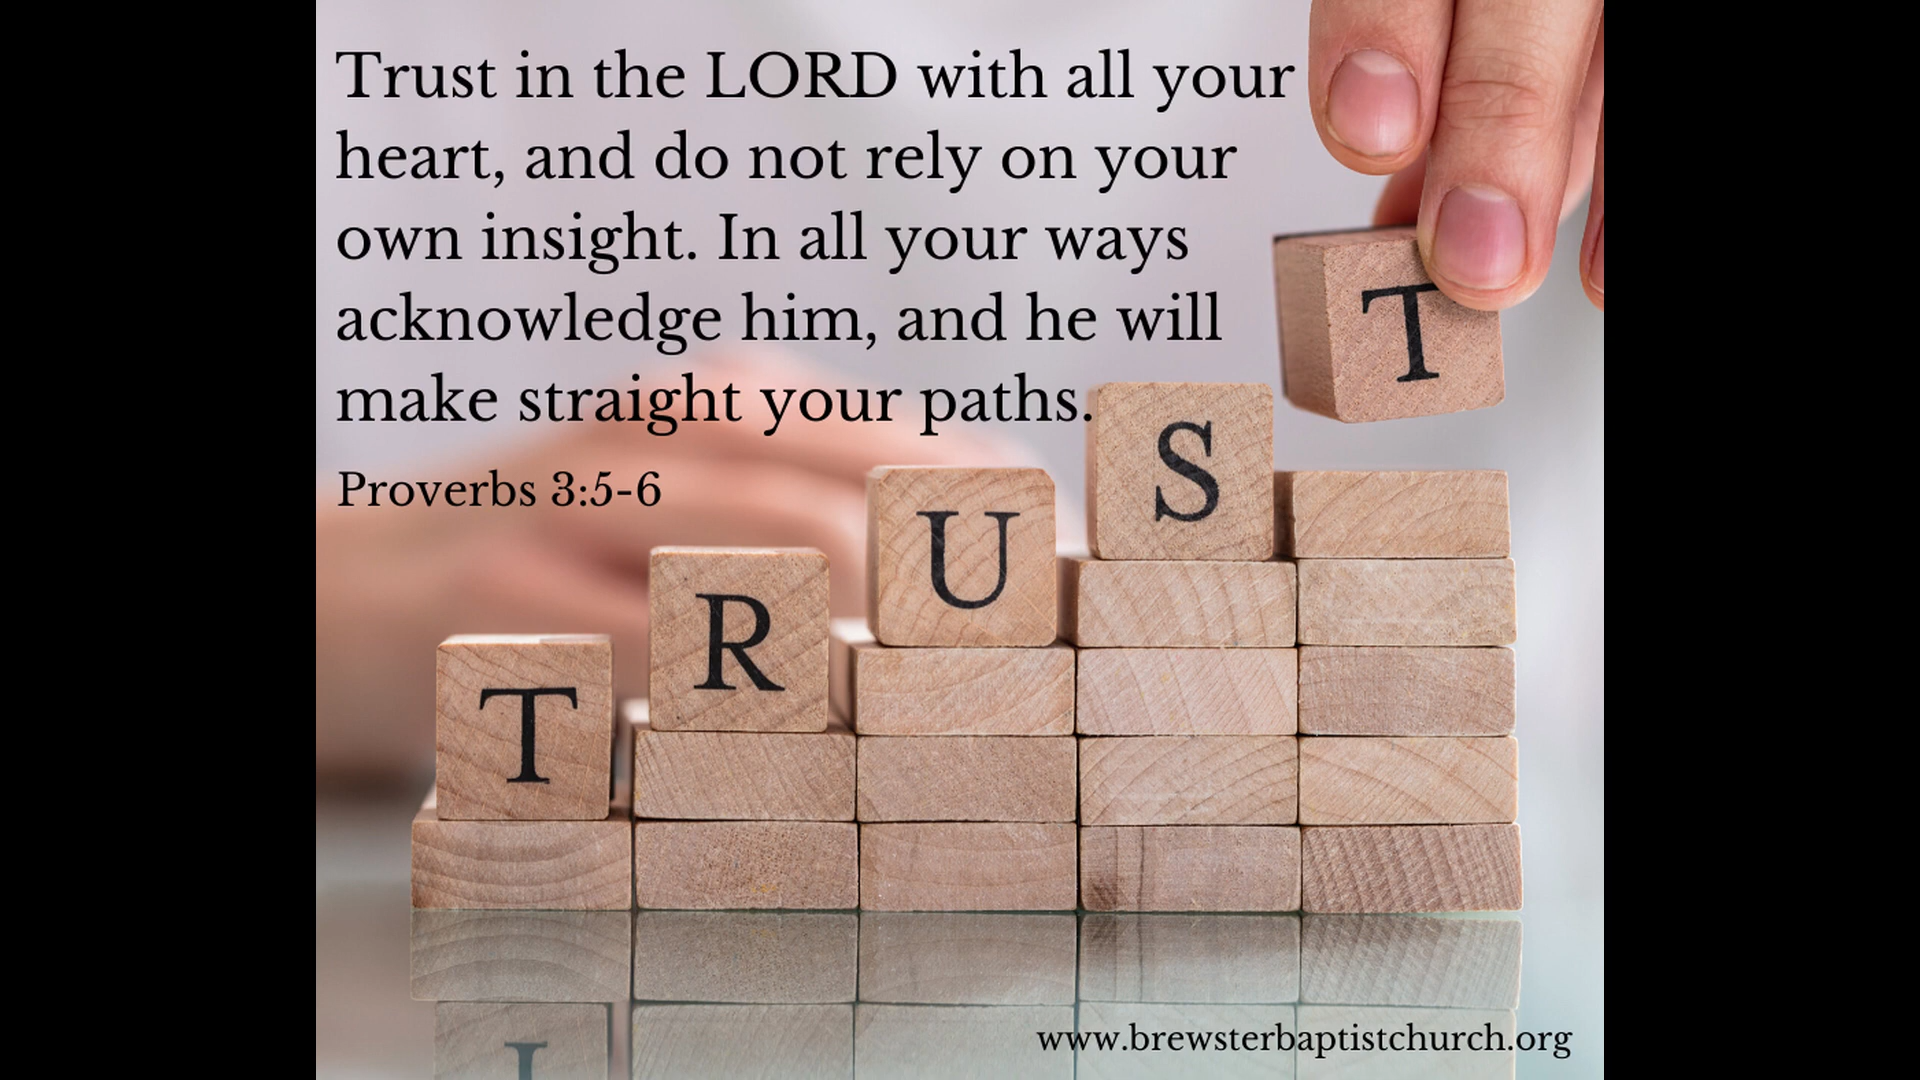 Trust in the LORD with all your
heart, and do not rely on your
own insight. In all your ways
acknowledge him, and he will
make straight your paths.
Proverbs 3:5-6
T
S
U
R
T
www.brewsterbaptistchurch.org